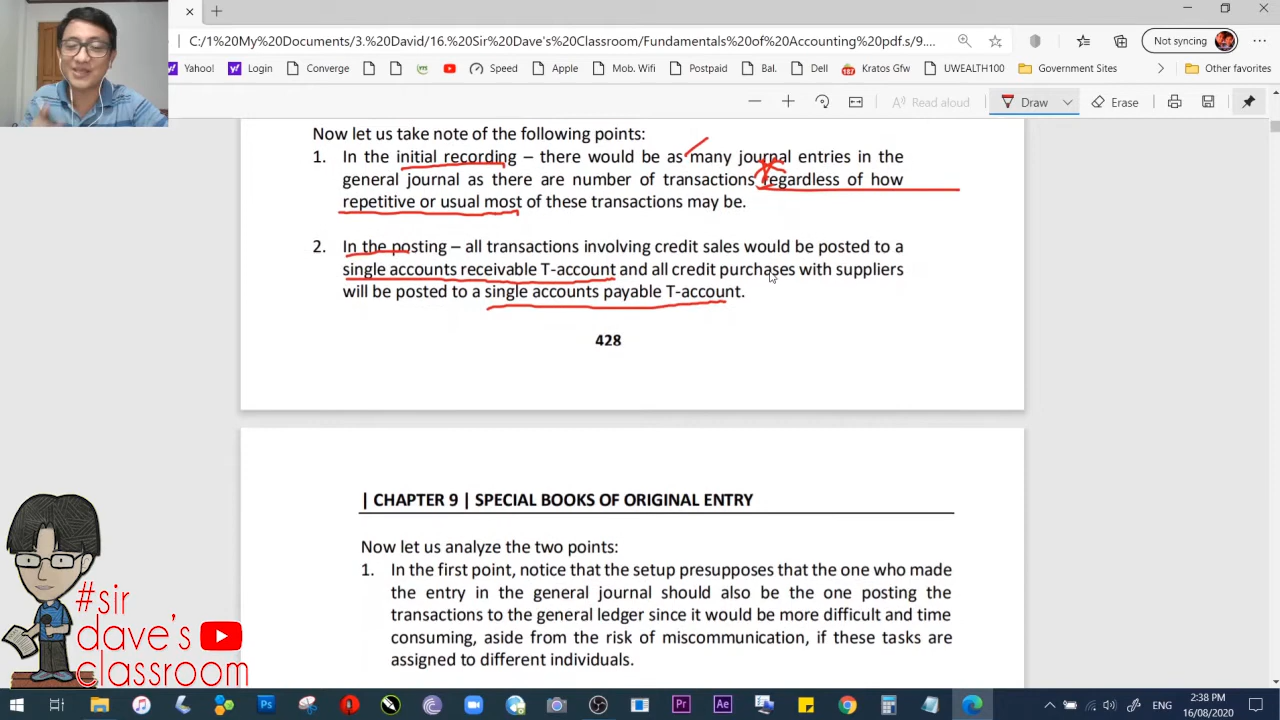 C:/1%20My%20Documents/3.%20David/16.%20Sir%20Dave's%20Classroom/Fundamentals%20of%20Accounting%20pdf.s/9....
Not syncing
Yahoo!
Login
Converge
Speed
Apple
Mob. Wifi
Postpaid
Bal.
Dell
Kratos Gfw
UWEALTH100
Government Sites
Other favorites
Read aloud
Draw
Erase
Now let us take note of the following points:
1. In the initial recording – there would be as many journal entries in the
general journal as there are number of transactions regardless of how
repetitive or usual most of these transactions may be.
2. In the posting – all transactions involving credit sales would be posted to a
single accounts receivable T-account and all credit purchases with suppliers
will be posted to a single accounts payable T-account.
428
| CHAPTER 9 | SPECIAL BOOKS OF ORIGINAL ENTRY
Now let us analyze the two points:
1. In the first point, notice that the setup presupposes that the one who made
the entry in the general journal should also be the one posting the
transactions to the general ledger since it would be more difficult and time
consuming, aside from the risk of miscommunication, if these tasks are
assigned to different individuals.
#sir
dave's
classroom
ENG
2:38 PM
16/08/2020